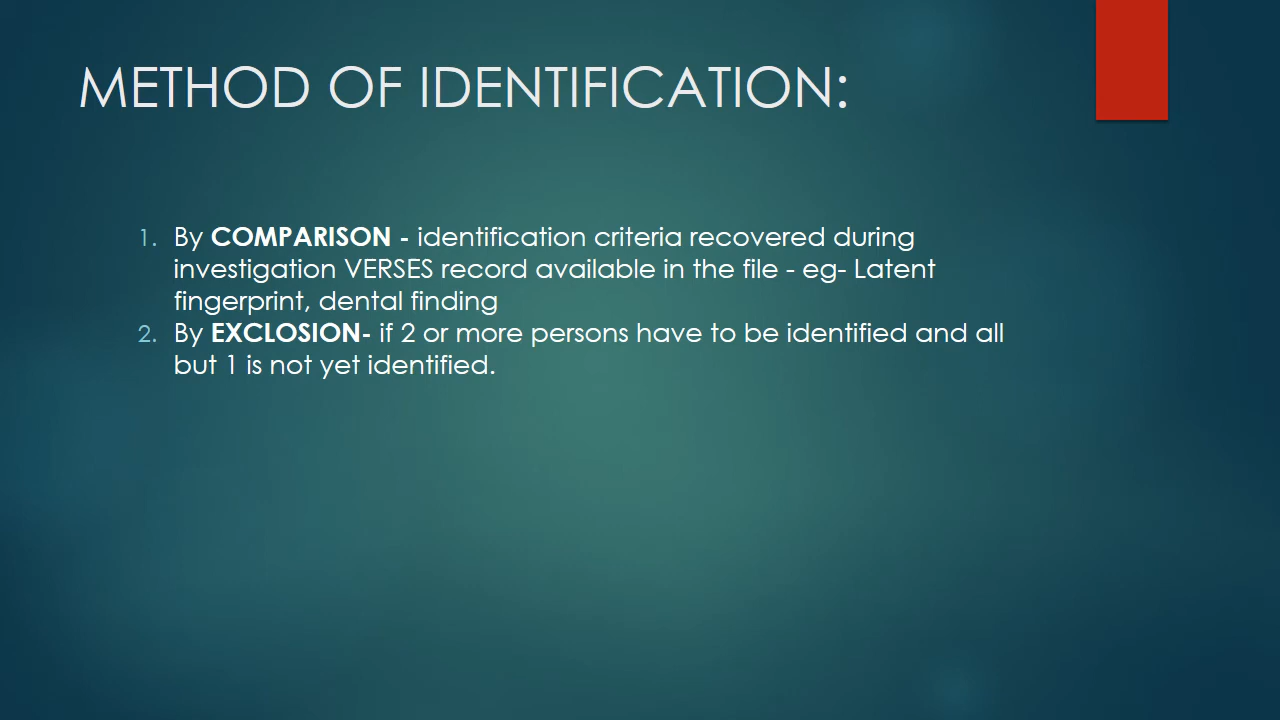 METHOD OF IDENTIFICATION:
1. By COMPARISON - identification criteria recovered during
investigation VERSES record available in the file - eg- Latent
fingerprint, dental finding
2. By EXCLOSION- if 2 or more persons have to be identified and all
but 1 is not yet identified.